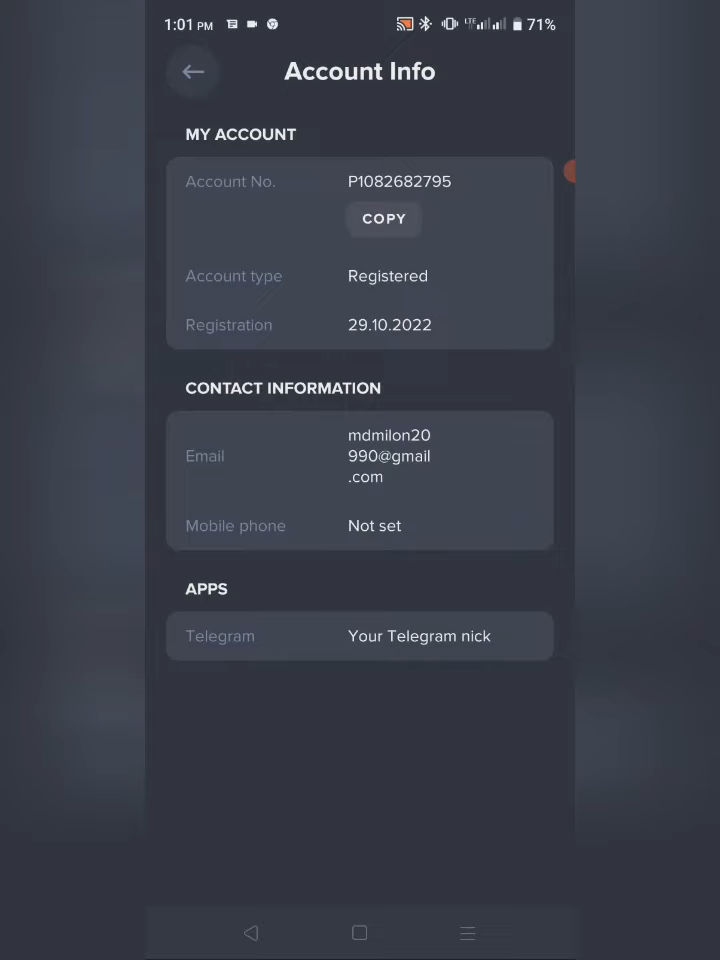 1:01 PM LTE 71%
Account Info
MY ACCOUNT
Account No. P1082682795
COPY
Account type Registered
Registration 29.10.2022
CONTACT INFORMATION
mdmilon20
Email 990@gmail
.com
Mobile phone Not set
APPS
Telegram Your Telegram nick